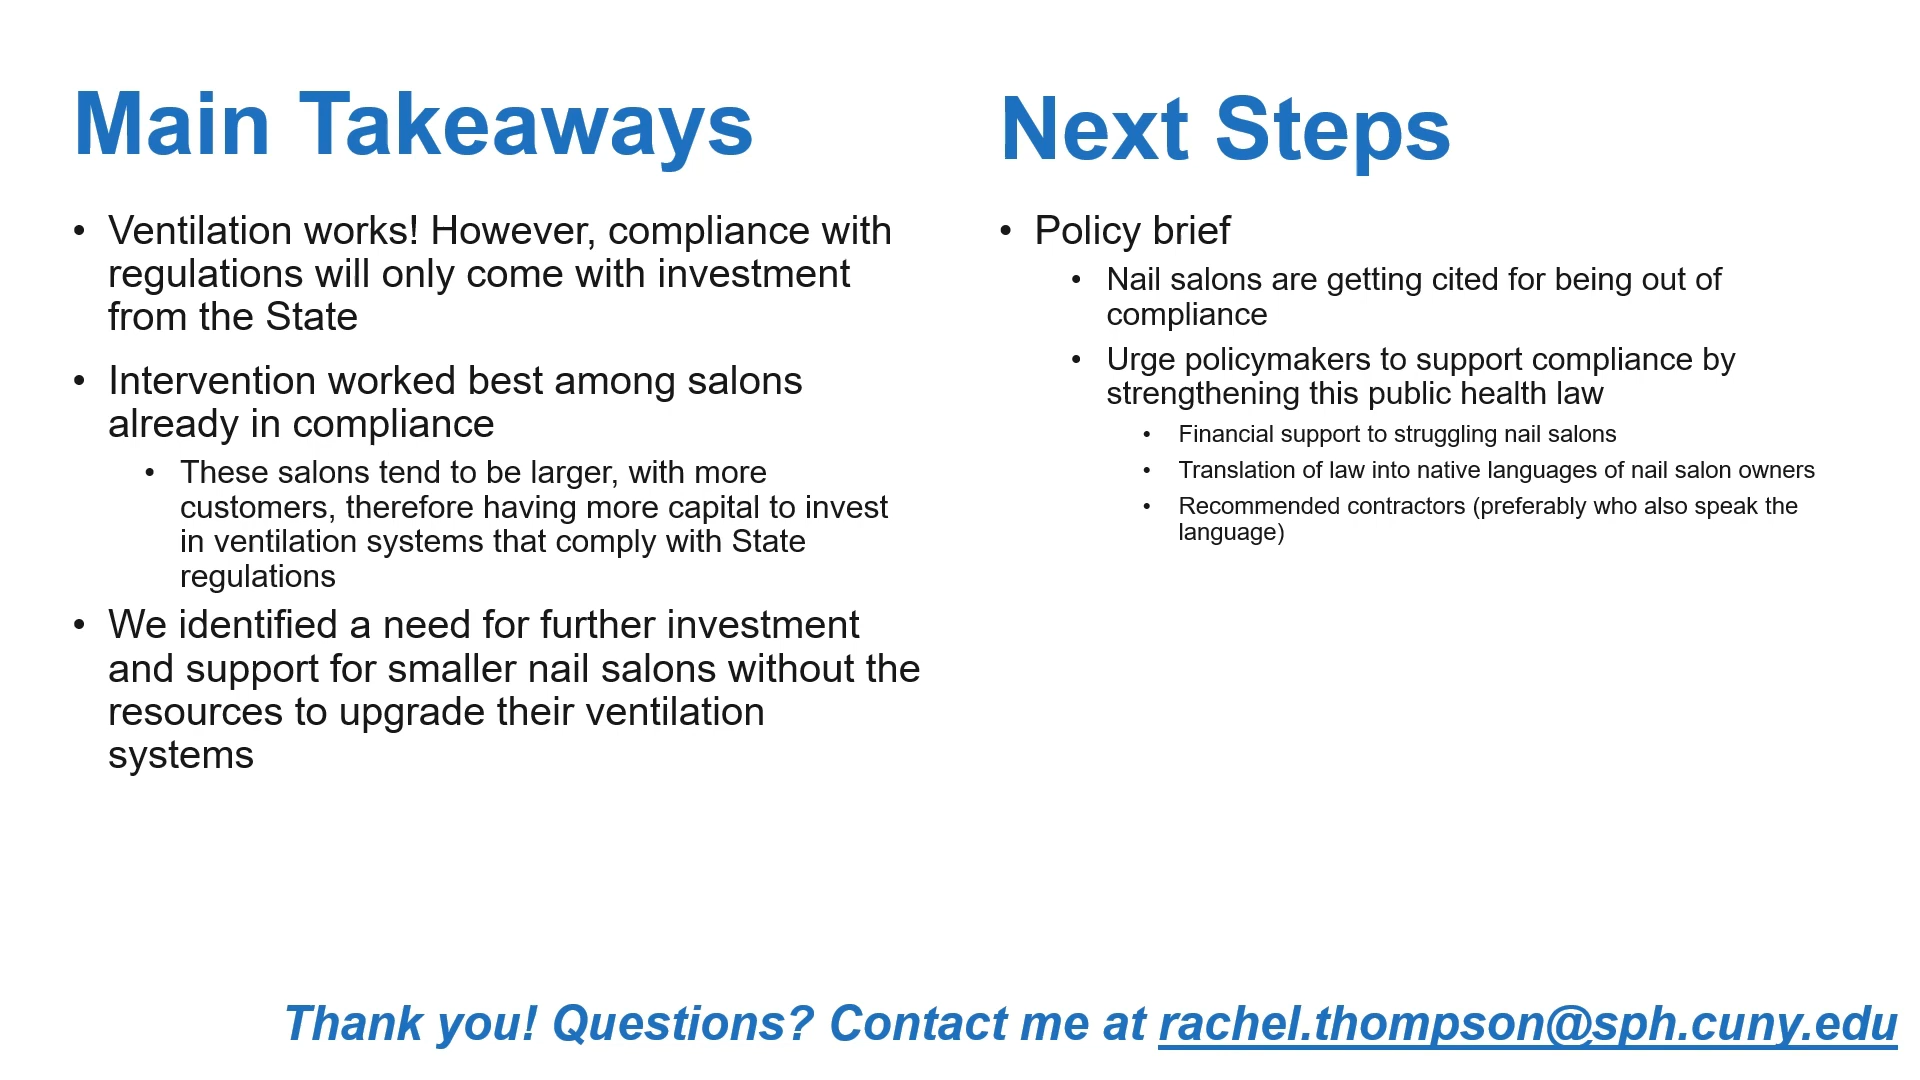 Main Takeaways
• Ventilation works! However, compliance with
regulations will only come with investment
from the State
• Intervention worked best among salons
already in compliance
• These salons tend to be larger, with more
customers, therefore having more capital to invest
in ventilation systems that comply with State
regulations
• We identified a need for further investment
and support for smaller nail salons without the
resources to upgrade their ventilation
systems
Next Steps
• Policy brief
• Nail salons are getting cited for being out of
compliance
• Urge policymakers to support compliance by
strengthening this public health law
• Financial support to struggling nail salons
• Translation of law into native languages of nail salon owners
• Recommended contractors (preferably who also speak the
language)
Thank you! Questions? Contact me at rachel.thompson@sph.cuny.edu